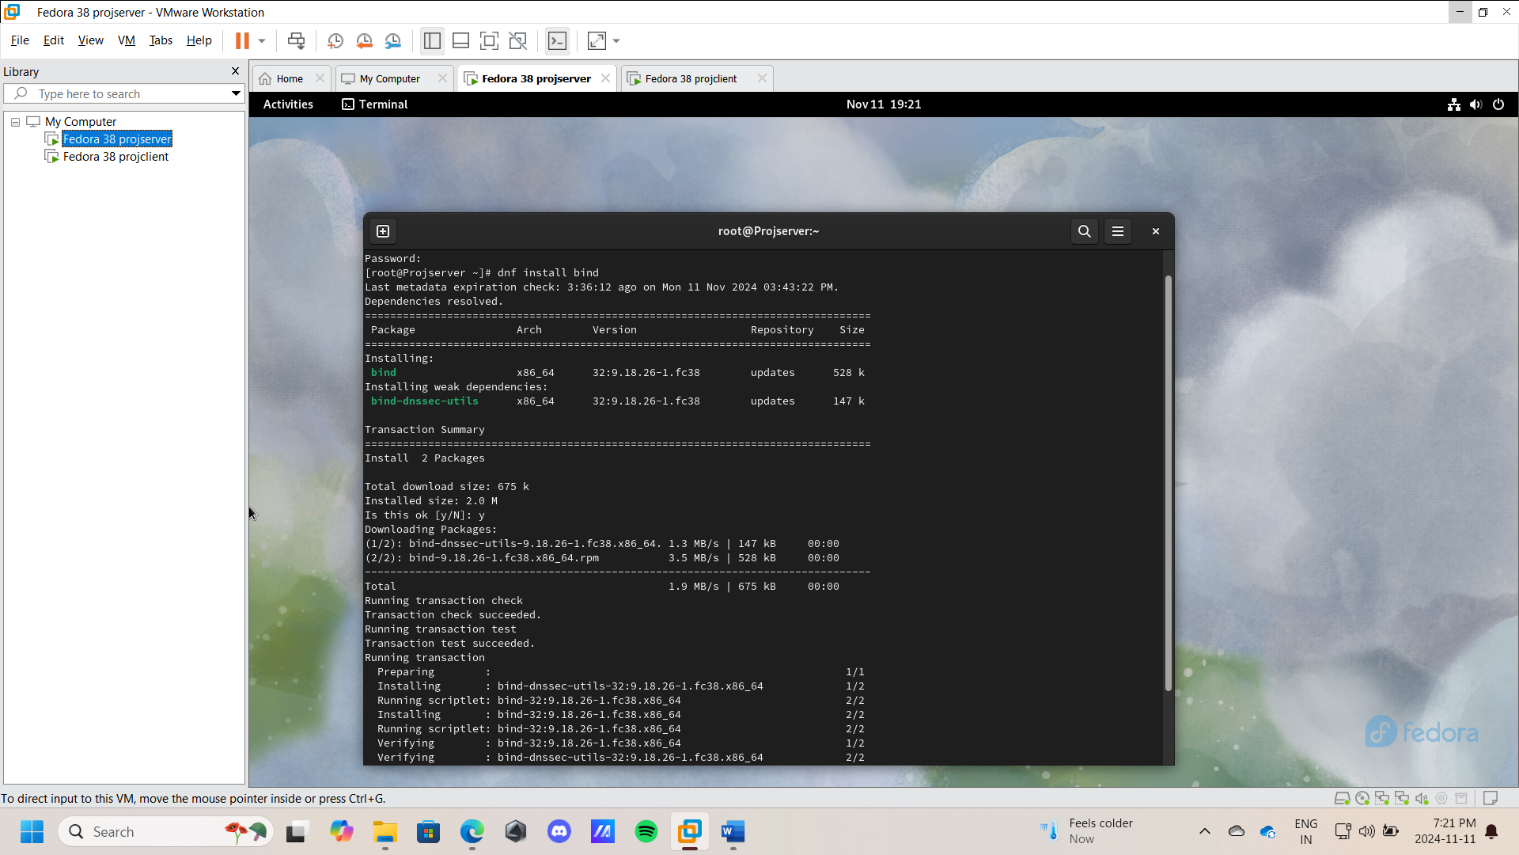 Fedora 38 projserver - VMware Workstation
File Edit View VM Tabs Help
Library
Type here to search
My Computer
Fedora 38 projserver
Fedora 38 projclient
Home
My Computer
Fedora 38 projserver
Fedora 38 projclient
Activities Terminal Nov 11 19:21
root@Projserver:~
Password:
[root@Projserver ~]# dnf install bind
Last metadata expiration check: 3:36:12 ago on Mon 11 Nov 2024 03:43:22 PM.
Dependencies resolved.
================================================================================
Package Arch Version Repository Size
================================================================================
Installing:
bind x86_64 32:9.18.26-1.fc38 updates 528 k
Installing weak dependencies:
bind-dnssec-utils x86_64 32:9.18.26-1.fc38 updates 147 k
Transaction Summary
================================================================================
Install 2 Packages
Total download size: 675 k
Installed size: 2.0 M
Is this ok [y/N]: y
Downloading Packages:
(1/2): bind-dnssec-utils-9.18.26-1.fc38.x86_64. 1.3 MB/s | 147 kB 00:00
(2/2): bind-9.18.26-1.fc38.x86_64.rpm 3.5 MB/s | 528 kB 00:00
--------------------------------------------------------------------------------
Total 1.9 MB/s | 675 kB 00:00
Running transaction check
Transaction check succeeded.
Running transaction test
Transaction test succeeded.
Running transaction
Preparing : 1/1
Installing : bind-dnssec-utils-32:9.18.26-1.fc38.x86_64 1/2
Running scriptlet: bind-32:9.18.26-1.fc38.x86_64 2/2
Installing : bind-32:9.18.26-1.fc38.x86_64 2/2
Running scriptlet: bind-32:9.18.26-1.fc38.x86_64 2/2
Verifying : bind-32:9.18.26-1.fc38.x86_64 1/2
Verifying : bind-dnssec-utils-32:9.18.26-1.fc38.x86_64 2/2
fedora
To direct input to this VM, move the mouse pointer inside or press Ctrl+G.
Search
Feels colder
Now
ENG
IN
7:21 PM
2024-11-11